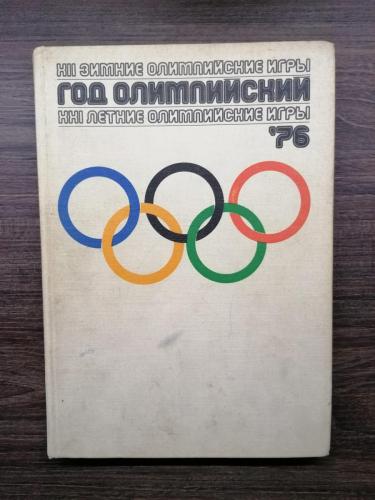 XII ЗИМНИЕ ОЛИМПИЙСКИЕ ИГРЫ
ГОД ОЛИМПИЙСКИЙ
XXI ЛЕТНИЕ ОЛИМПИЙСКИЕ ИГРЫ
'76